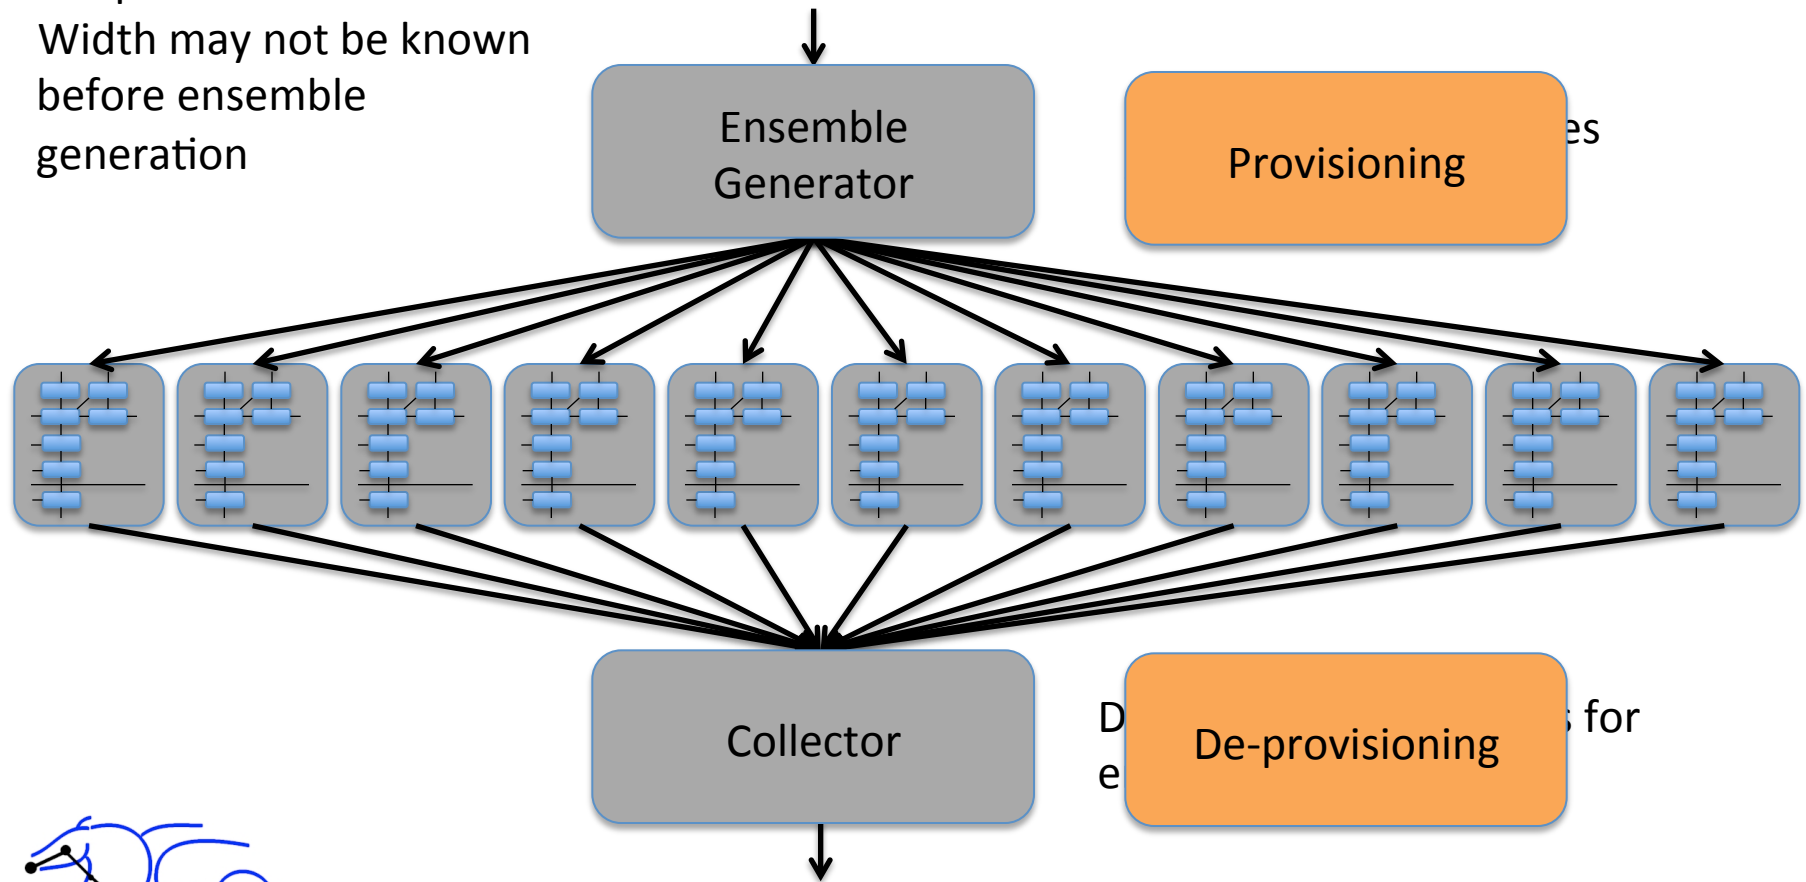 Width may not be known
before ensemble
generation
Ensemble
Generator
Provisioning
es
Collector
De-provisioning
D
for
e